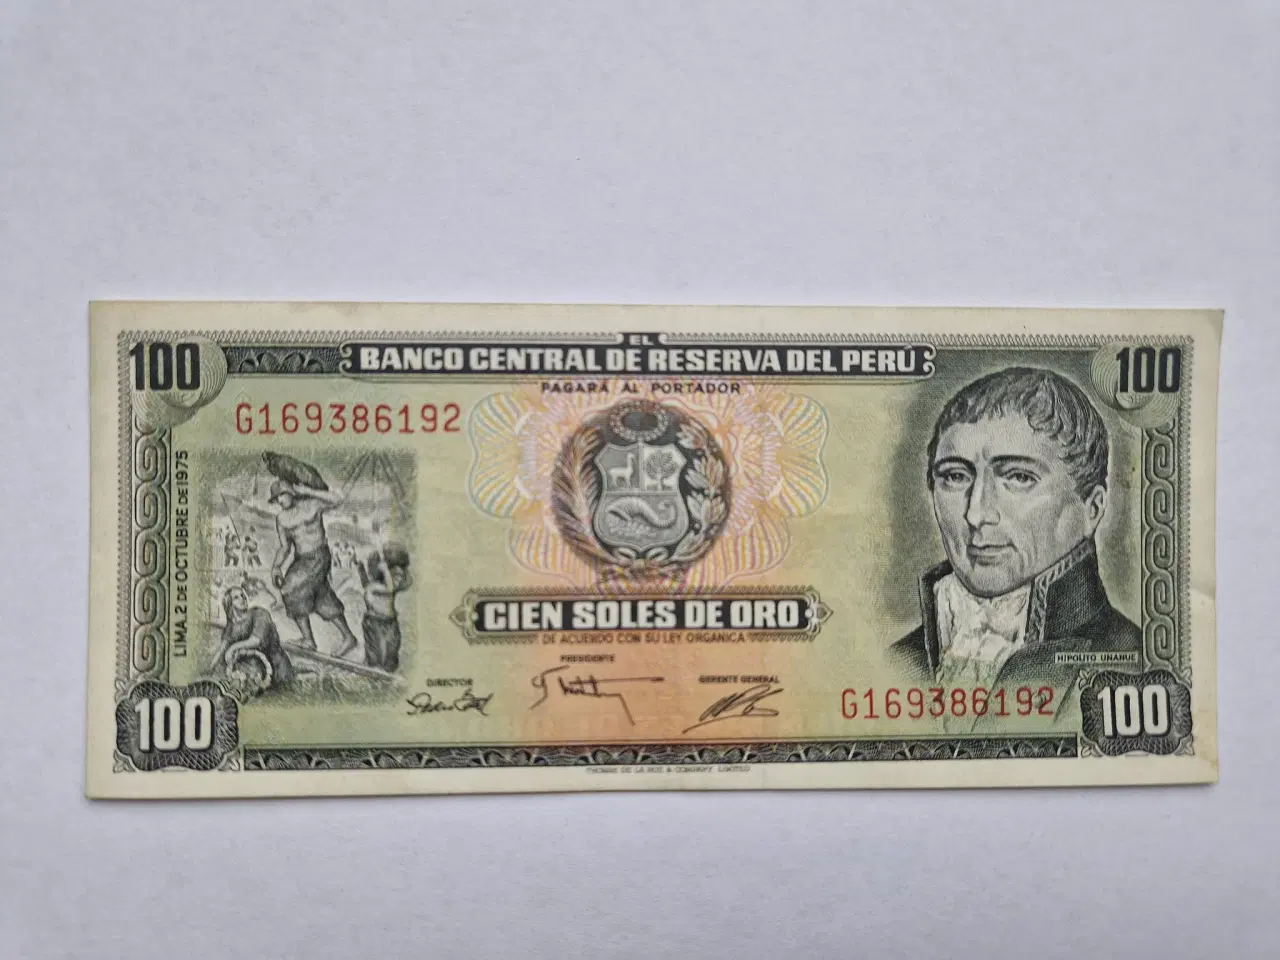 EL
BANCO CENTRAL DE RESERVA DEL PERÚ
PAGARÁ AL PORTADOR
100
100
G169386192
LIMA 2 DE OCTUBRE DE 1975
CIEN SOLES DE ORO
DE ACUERDO CON SU LEY ORGANICA
HIPOLITO UNANUE
PRESIDENTE
DIRECTOR
GERENTE GENERAL
G169386192
100
100
THOMAS DE LA RUE & COMPANY LIMITED